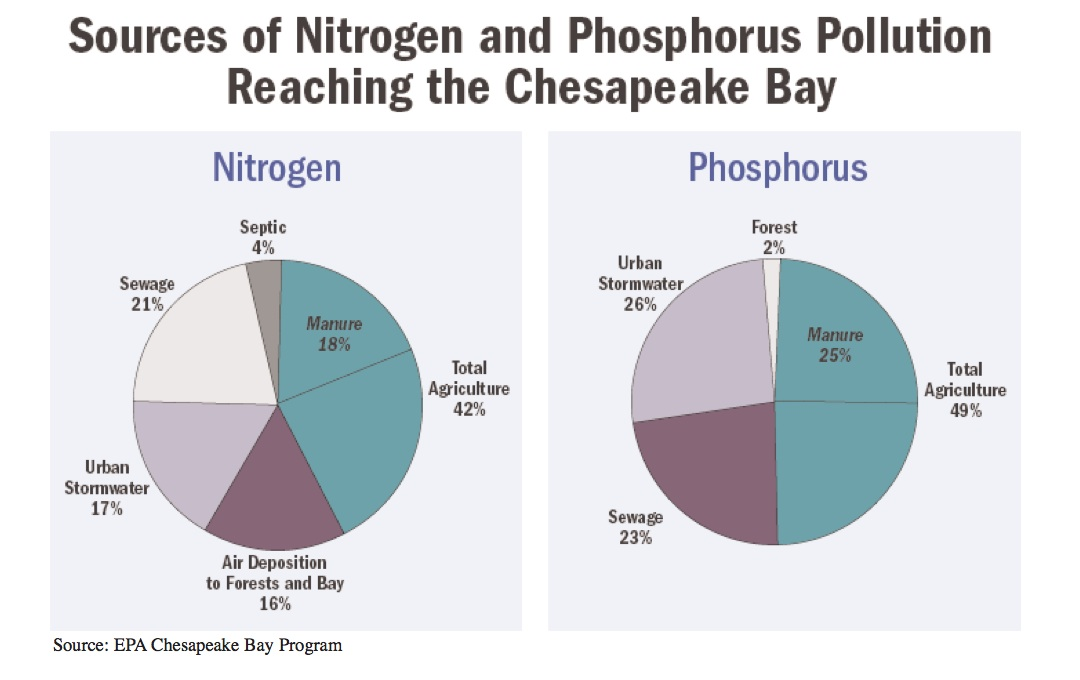 Sources of Nitrogen and Phosphorus Pollution
Reaching the Chesapeake Bay
Nitrogen
Septic
4%
Sewage
21%
Manure
18%
Total
Agriculture
42%
Urban
Stormwater
17%
Air Deposition
to Forests and Bay
16%
Phosphorus
Forest
2%
Urban
Stormwater
26%
Manure
25%
Total
Agriculture
49%
Sewage
23%
Source: EPA Chesapeake Bay Program